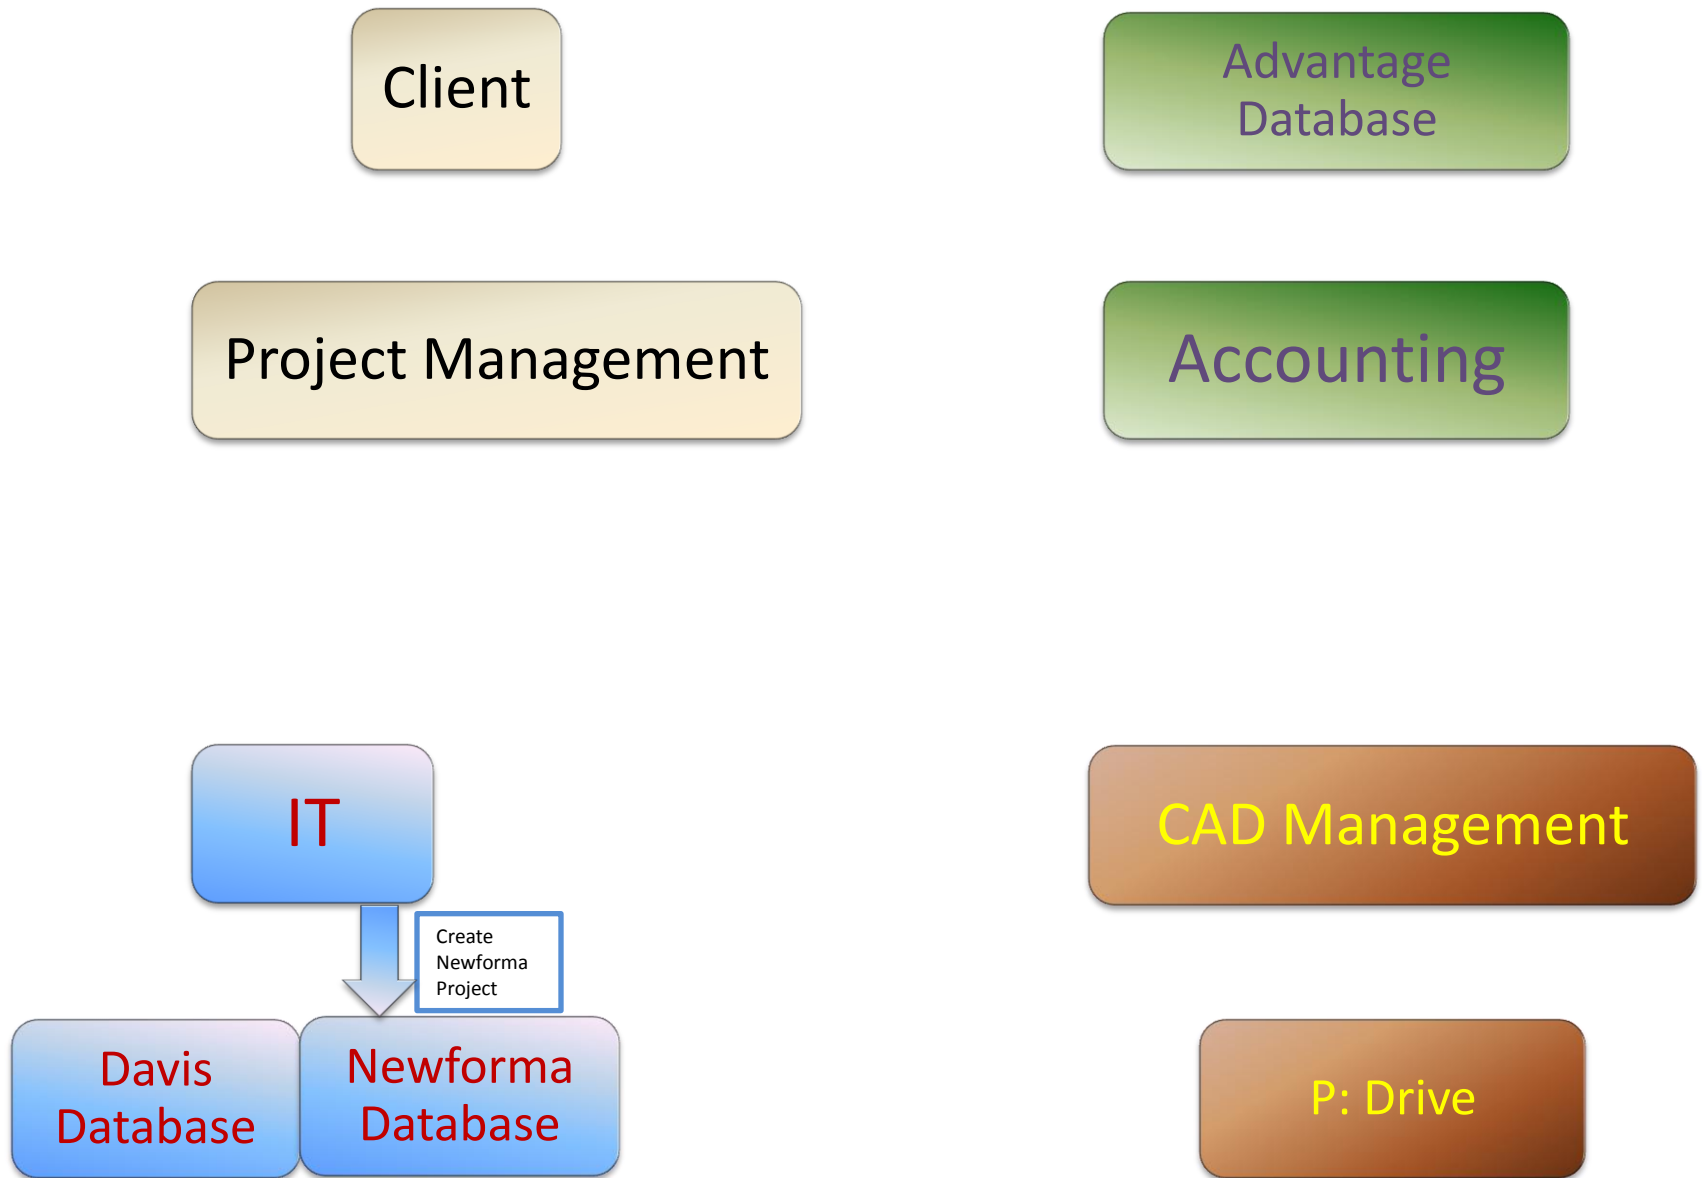 Client
Advantage
Database
Project Management
Accounting
IT
CAD Management
Create
Newforma
Project
Davis
Database
Newforma
Database
P: Drive